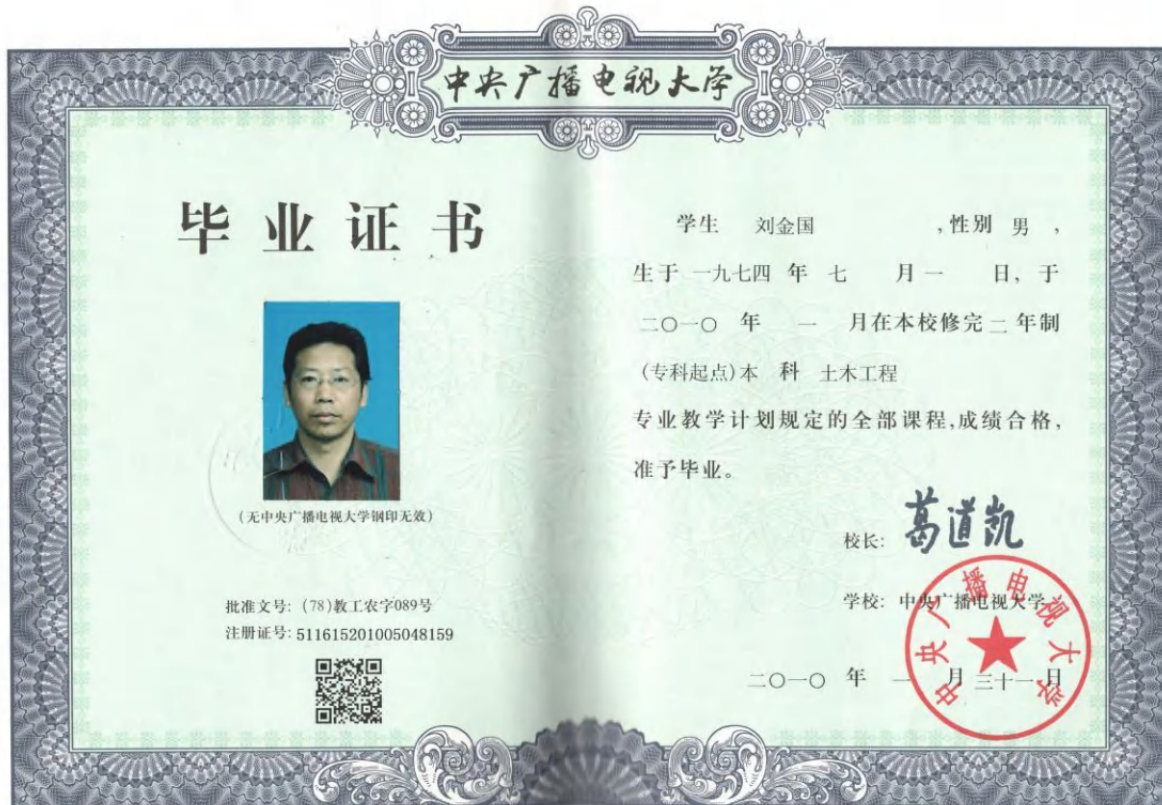 中央广播电视大学
毕业证书
(无中央广播电视大学钢印无效)
批准文号: (78)教工农字089号
注册证号: 511615201005048159
学生 刘金国 , 性别 男 ,
生于 一九七四 年 七 月 一 日, 于
二〇一〇 年 一 月在本校修完 二 年制
(专科起点)本 科 土木工程
专业教学计划规定的全部课程,成绩合格,
准予毕业。
校长: 葛道凯
学校: 中央广播电视大学
二〇一〇 年 一 月 三十一 日
中央广播电视大学